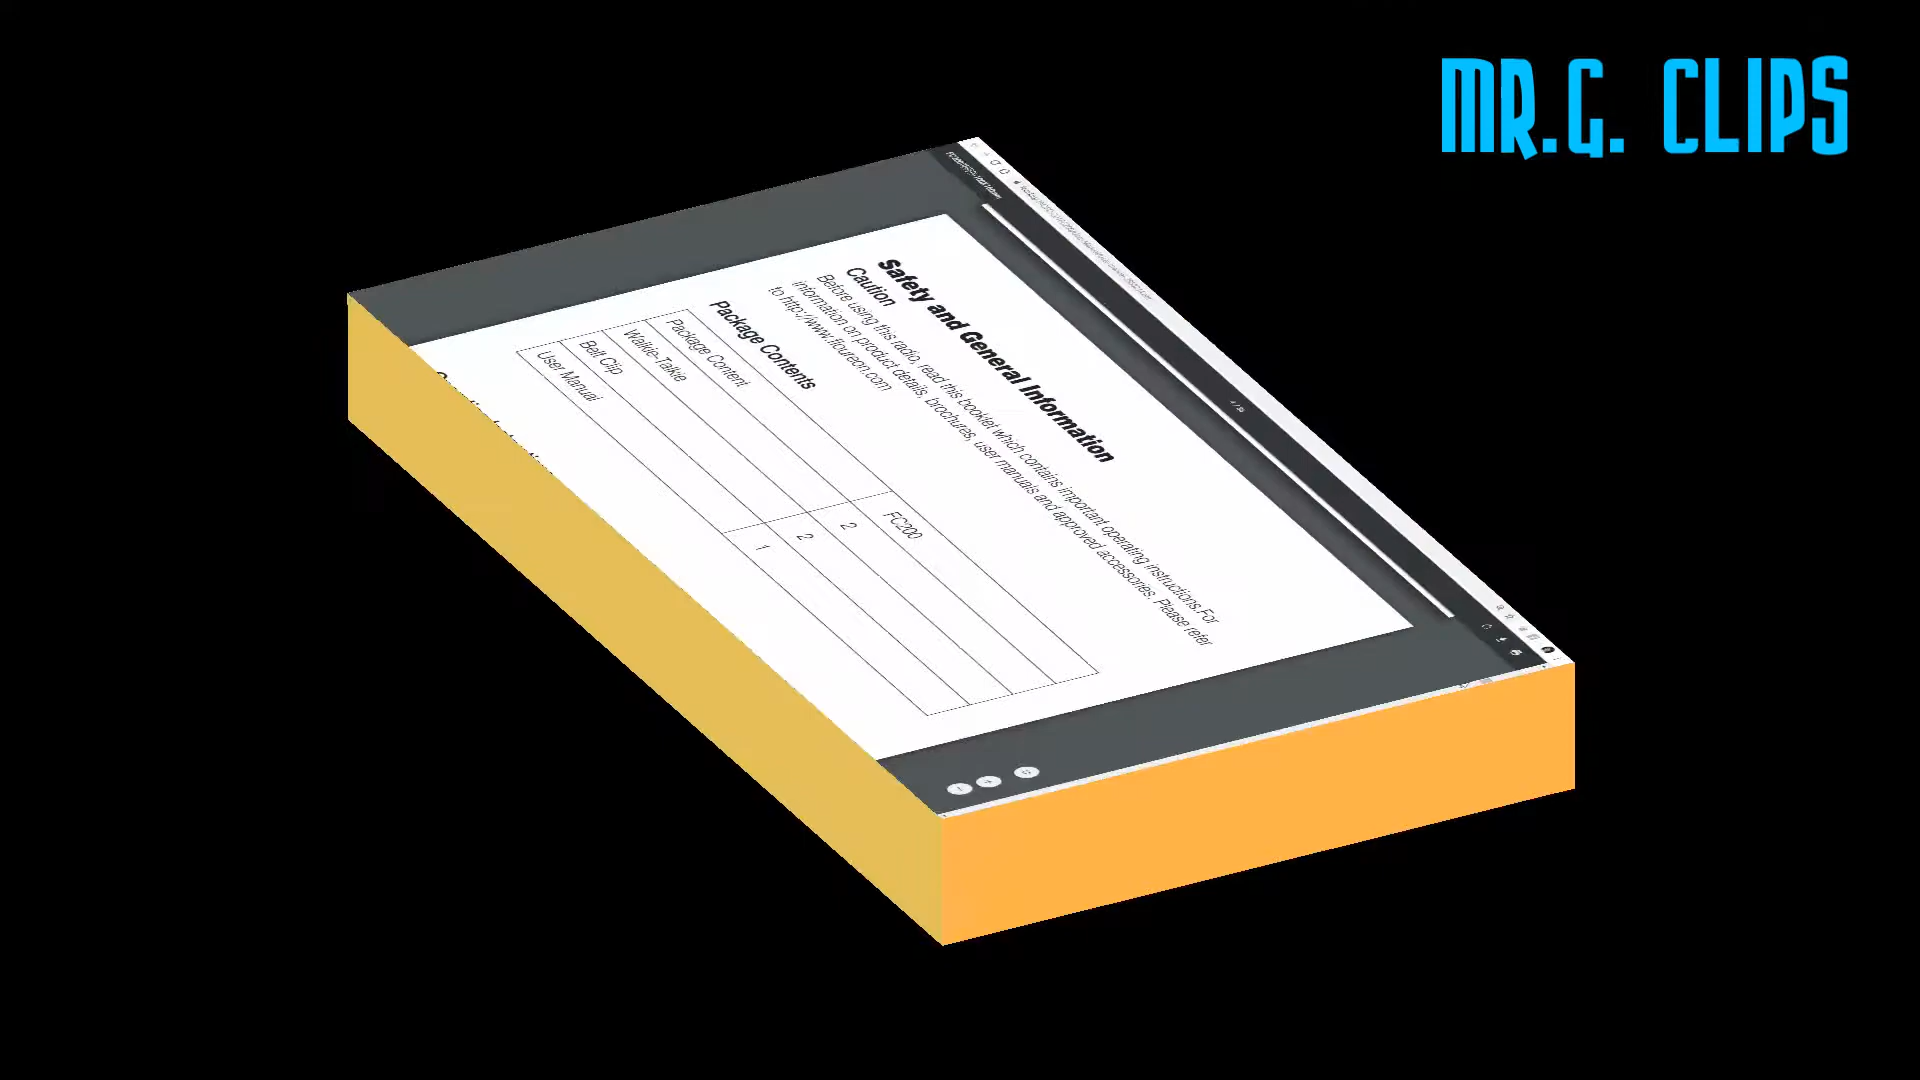 MR.G. CLIPS
Safety and General Information
Caution
Before using this radio, read this booklet which contains important operating instructions.For
information on product details, brochures, user manuals and approved accessories. Please refer
to http://www.floureon.com
Package Contents
Package Content FC200
Walkie-Talkie 2
Belt Clip 2
User Manual 1